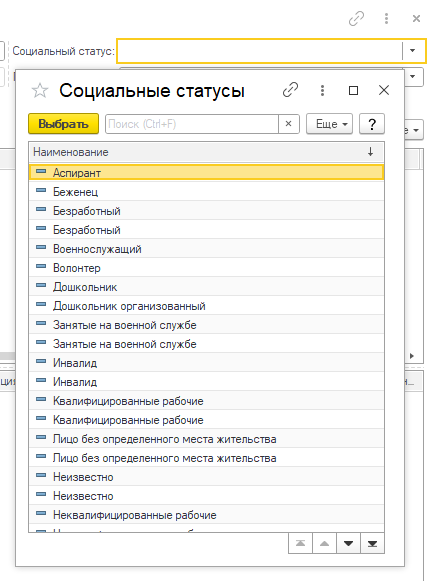 Социальный статус:
Социальные статусы
Выбрать
Поиск (Ctrl+F)
×
Еще
?
Наименование ↓
Аспирант
Беженец
Безработный
Безработный
Военнослужащий
Волонтер
Дошкольник
Дошкольник организованный
Занятые на военной службе
Занятые на военной службе
Инвалид
Инвалид
Квалифицированные рабочие
Квалифицированные рабочие
Лицо без определенного места жительства
Лицо без определенного места жительства
Неизвестно
Неизвестно
Неквалифицированные рабочие